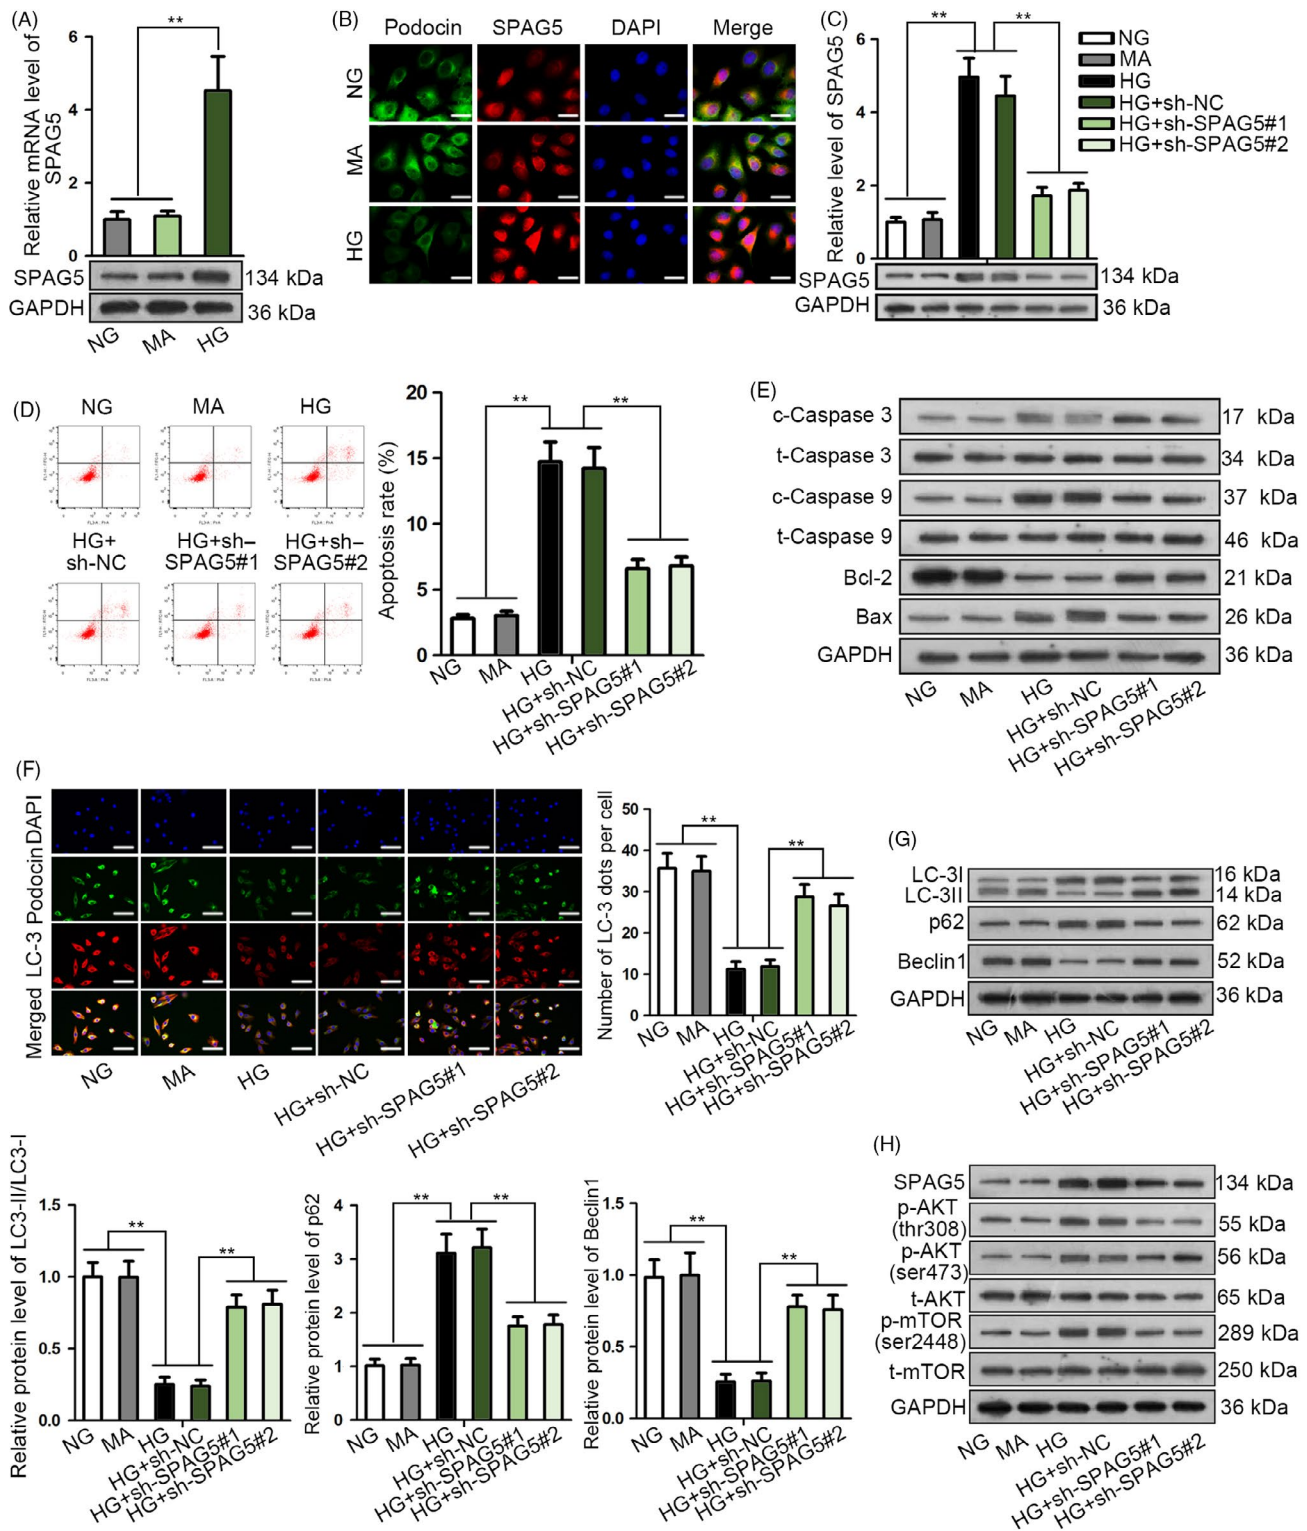 (A)
**
Relative mRNA level of
SPAG5
6
4
2
0
SPAG5
134 kDa
GAPDH
36 kDa
NG
MA
HG
(B)
Podocin
SPAG5
DAPI
Merge
NG
MA
HG
(C)
**
**
Relative level of SPAG5
6
4
2
0
NG
MA
HG
HG+sh-NC
HG+sh-SPAG5#1
HG+sh-SPAG5#2
SPAG5
134 kDa
GAPDH
36 kDa
(D)
NG
MA
HG
HG+
sh-NC
HG+sh–
SPAG5#1
HG+sh–
SPAG5#2
Apoptosis rate (%)
20
15
10
5
0
**
**
NG
MA
HG
HG+sh-NC
HG+sh-SPAG5#1
HG+sh-SPAG5#2
(E)
c-Caspase 3
17 kDa
t-Caspase 3
34 kDa
c-Caspase 9
37 kDa
t-Caspase 9
46 kDa
Bcl-2
21 kDa
Bax
26 kDa
GAPDH
36 kDa
NG
MA
HG
HG+sh-NC
HG+sh-SPAG5#1
HG+sh-SPAG5#2
(F)
DAPI
Podocin
LC-3
Merged
NG
MA
HG
HG+sh-NC
HG+sh-SPAG5#1
HG+sh-SPAG5#2
Number of LC-3 dots per cell
50
40
30
20
10
0
**
**
NG
MA
HG
HG+sh-NC
HG+sh-SPAG5#1
HG+sh-SPAG5#2
(G)
LC-3I
16 kDa
LC-3II
14 kDa
p62
62 kDa
Beclin1
52 kDa
GAPDH
36 kDa
NG
MA
HG
HG+sh-NC
HG+sh-SPAG5#1
HG+sh-SPAG5#2
Relative protein level of LC3-II/LC3-I
1.5
1.0
0.5
0.0
**
**
NG
MA
HG
HG+sh-NC
HG+sh-SPAG5#1
HG+sh-SPAG5#2
Relative protein level of p62
4
3
2
1
0
**
**
NG
MA
HG
HG+sh-NC
HG+sh-SPAG5#1
HG+sh-SPAG5#2
Relative protein level of Beclin1
1.5
1.0
0.5
0.0
**
**
NG
MA
HG
HG+sh-NC
HG+sh-SPAG5#1
HG+sh-SPAG5#2
(H)
SPAG5
134 kDa
p-AKT
(thr308)
55 kDa
p-AKT
(ser473)
56 kDa
t-AKT
65 kDa
p-mTOR
(ser2448)
289 kDa
t-mTOR
250 kDa
GAPDH
36 kDa
NG
MA
HG
HG+sh-NC
HG+sh-SPAG5#1
HG+sh-SPAG5#2